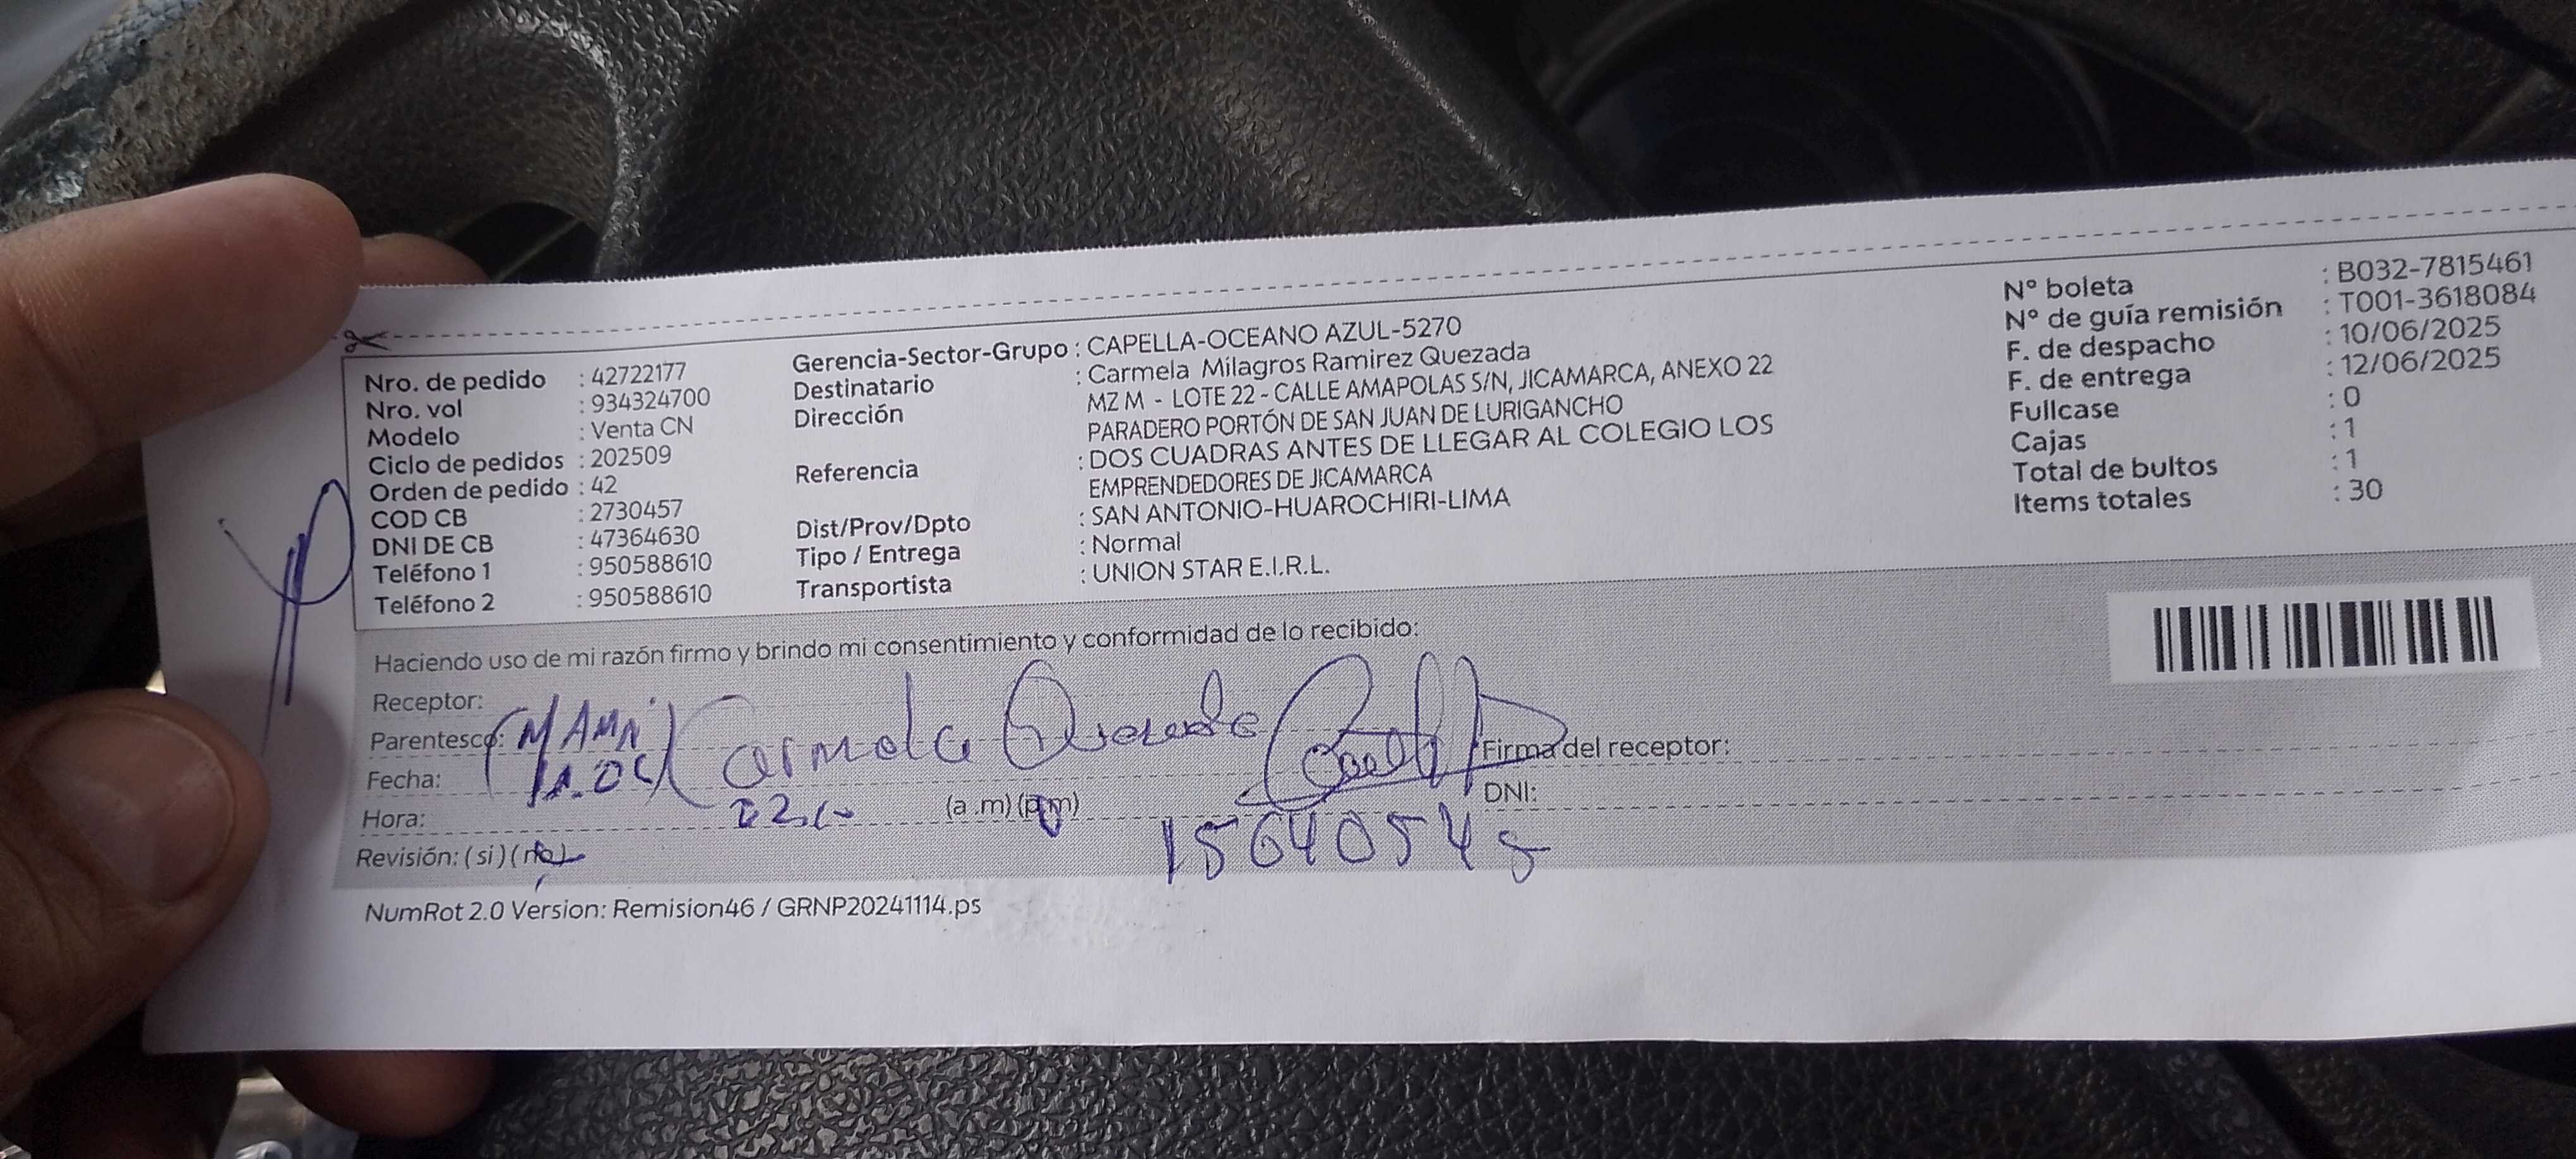 Nro. de pedido : 42722177
Nro. vol : 934324700
Modelo : Venta CN
Ciclo de pedidos : 202509
Orden de pedido : 42
COD CB : 2730457
DNI DE CB : 47364630
Teléfono 1 : 950588610
Teléfono 2 : 950588610
Gerencia-Sector-Grupo : CAPELLA-OCEANO AZUL-5270
Destinatario : Carmela Milagros Ramirez Quezada
Dirección MZ M - LOTE 22 - CALLE AMAPOLAS S/N, JICAMARCA, ANEXO 22
PARADERO PORTÓN DE SAN JUAN DE LURIGANCHO
Referencia : DOS CUADRAS ANTES DE LLEGAR AL COLEGIO LOS
EMPRENDEDORES DE JICAMARCA
Dist/Prov/Dpto : SAN ANTONIO-HUAROCHIRI-LIMA
Tipo / Entrega : Normal
Transportista : UNION STAR E.I.R.L.
N° boleta : B032-7815461
N° de guía remisión : T001-3618084
F. de despacho : 10/06/2025
F. de entrega : 12/06/2025
Fullcase : 0
Cajas : 1
Total de bultos : 1
Items totales : 30
Haciendo uso de mi razón firmo y brindo mi consentimiento y conformidad de lo recibido:
Receptor:
Parentesco: (MAMA) Carmela
Firma del receptor:
Fecha:
DNI:
Hora: (a .m) (pm)
Revisión: ( si ) ( no )
NumRot 2.0 Version: Remision46 / GRNP20241114.ps